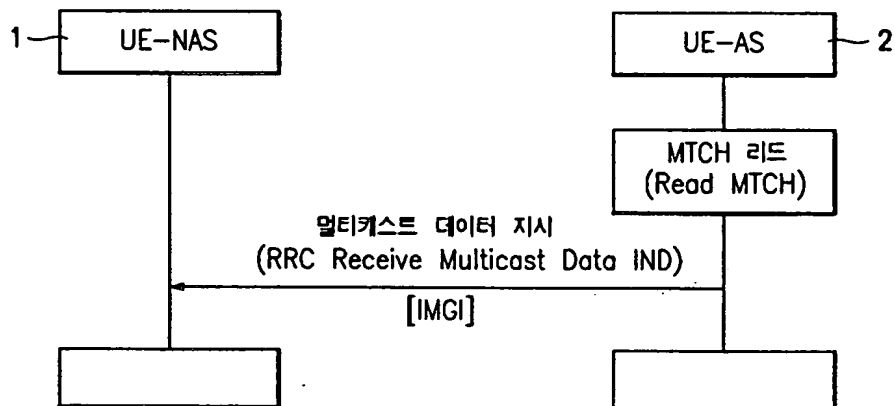 1
UE-NAS
UE-AS
2
MTCH 리드
(Read MTCH)
멀티캐스트 데이터 지시
(RRC Receive Multicast Data IND)
[IMGI]